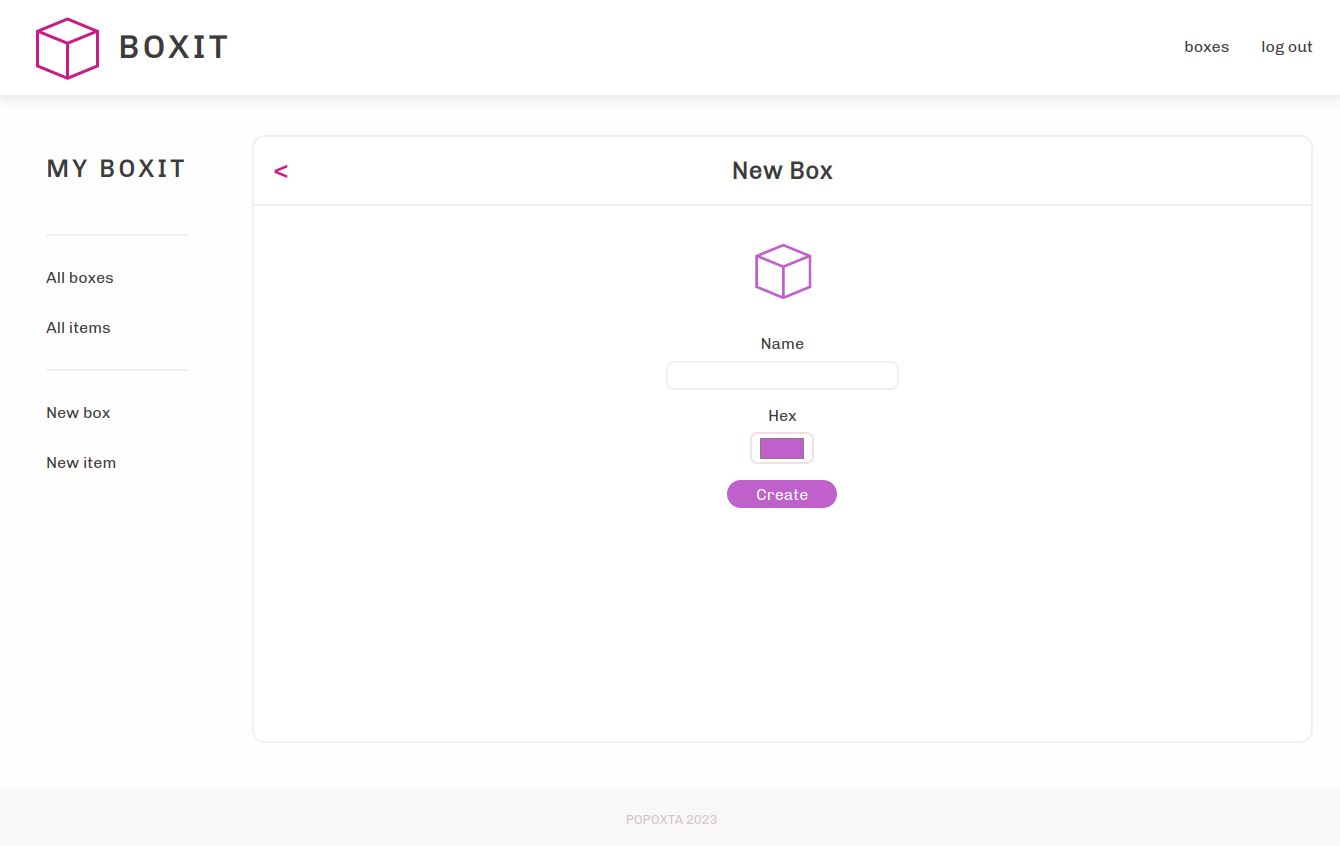 BOXIT
boxes
log out
MY BOXIT
All boxes
All items
New box
New item
<
New Box
Name
Hex
Create
POPOXTA 2023